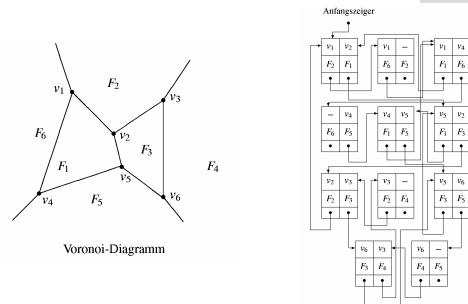 Anfangszeiger
v₁ v₂ v₁ – v₁ v₄
F₂ F₁ F₆ F₂ F₁ F₆
– v₄ v₄ v₅ v₅ v₂
F₆ F₅ F₁ F₅ F₁ F₃
v₂ v₃ v₃ – v₅ v₆
F₂ F₃ F₂ F₄ F₃ F₅
v₆ v₃ v₆ –
F₃ F₄ F₄ F₅
v₁
F₂
v₃
F₆
v₂
F₃
F₁
F₄
v₅
v₄
F₅
v₆
Voronoi-Diagramm